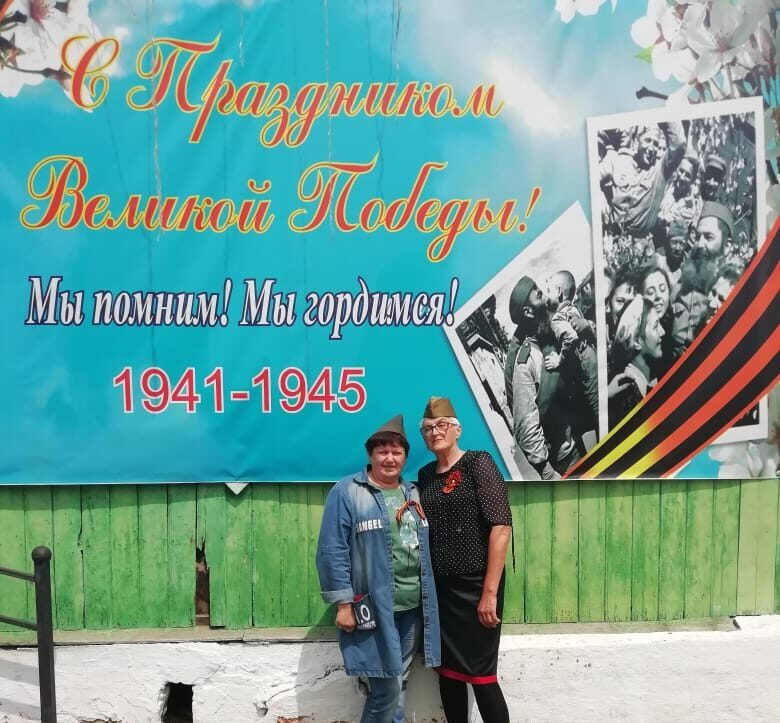 С Праздником
Великой Победы!
Мы помним! Мы гордимся!
1941-1945
ANGEL